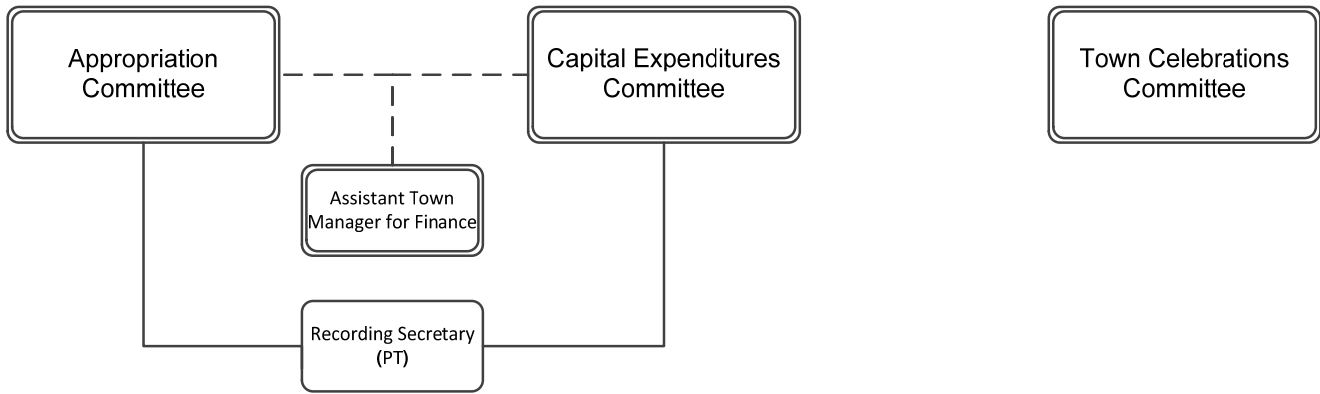 Appropriation
Committee
Capital Expenditures
Committee
Town Celebrations
Committee
Assistant Town
Manager for Finance
Recording Secretary
(PT)